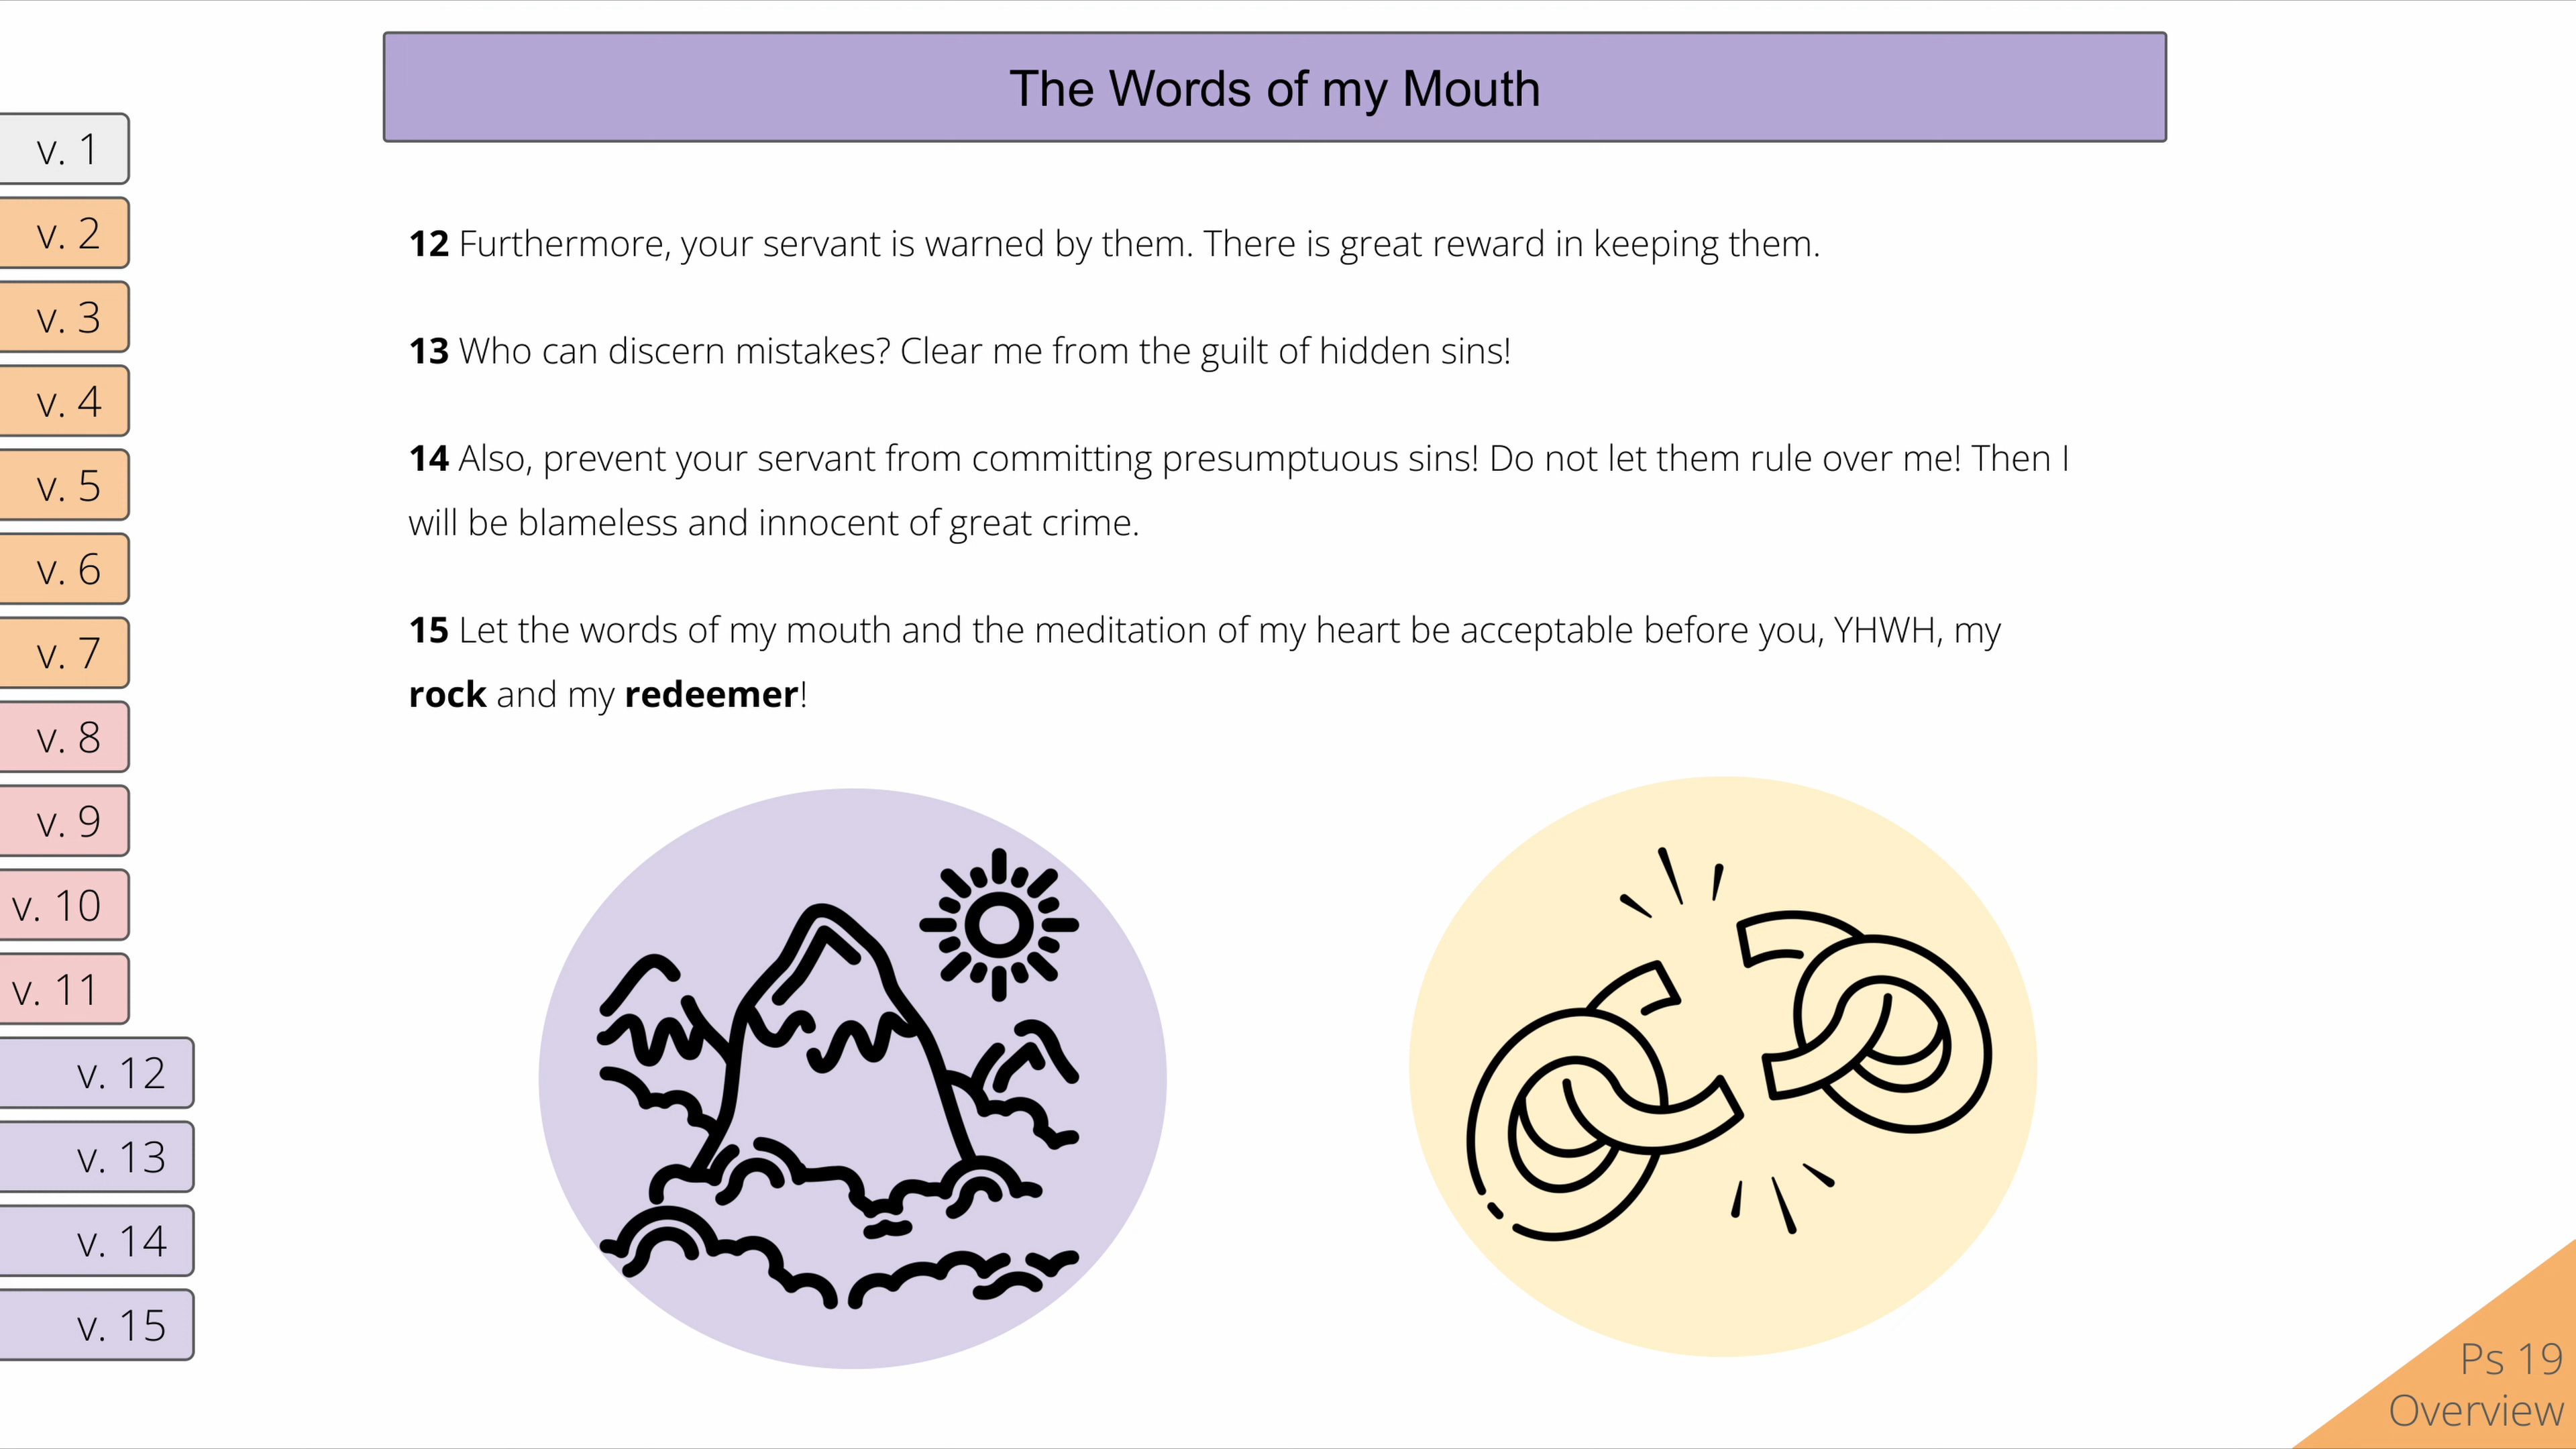 The Words of my Mouth
v. 1
v. 2
v. 3
v. 4
v. 5
v. 6
v. 7
v. 8
v. 9
v. 10
v. 11
v. 12
v. 13
v. 14
v. 15
12 Furthermore, your servant is warned by them. There is great reward in keeping them.
13 Who can discern mistakes? Clear me from the guilt of hidden sins!
14 Also, prevent your servant from committing presumptuous sins! Do not let them rule over me! Then I
will be blameless and innocent of great crime.
15 Let the words of my mouth and the meditation of my heart be acceptable before you, YHWH, my
rock and my redeemer!
Ps 19
Overview